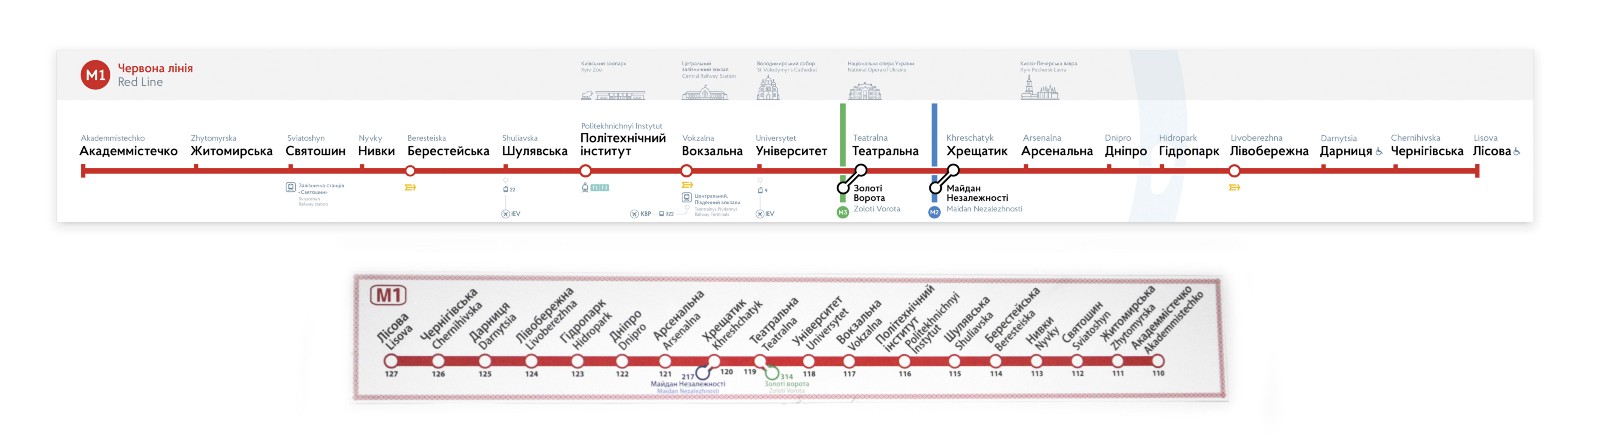 M1
Червона лінія
Red Line
Київський зоопарк
Kyiv Zoo
Центральний
залізничний вокзал
Central Railway Station
Володимирський собор
St Volodymyr's Cathedral
Національна опера України
National Opera of Ukraine
Києво-Печерська лавра
Kyiv Pechersk Lavra
Akademmistechko
Академмістечко
Zhytomyrska
Житомирська
Sviatoshyn
Святошин
Nyvky
Нивки
Beresteiska
Берестейська
Shuliavska
Шулявська
Politekhnichnyi Instytut
Політехнічний
інститут
Vokzalna
Вокзальна
Universytet
Університет
Teatralna
Театральна
Khreschatyk
Хрещатик
Arsenalna
Арсенальна
Dnipro
Дніпро
Hidropark
Гідропарк
Livoberezhna
Лівобережна
Darnytsia
Дарниця
Chernihivska
Чернігівська
Lisova
Лісова
Залізнична станція
«Святошин»
Sviatoshyn
Railway station
IEV
KBP
322
Центральний,
Південний вокзали
IEV
Золоті
Ворота
M3
Zoloti Vorota
Майдан
Незалежності
M2
Maidan Nezalezhnosti
M1
Лісова
Lisova
Чернігівська
Chernihivska
Дарниця
Darnytsia
Лівобережна
Livoberezhna
Гідропарк
Hidropark
Дніпро
Dnipro
Арсенальна
Arsenalna
Хрещатик
Khreshchatyk
Театральна
Teatralna
Університет
Universytet
Вокзальна
Vokzalna
Політехнічний
інститут
Politekhnichnyi
Instytut
Шулявська
Shuliavska
Берестейська
Beresteiska
Нивки
Nyvky
Святошин
Sviatoshyn
Житомирська
Zhytomyrska
Академмістечко
Akademmistechko
127
126
125
124
123
122
121
217
120
119
314
118
117
116
115
114
113
112
111
110
Майдан Незалежності
Maidan Nezalezhnosti
Золоті ворота
Zoloti Vorota